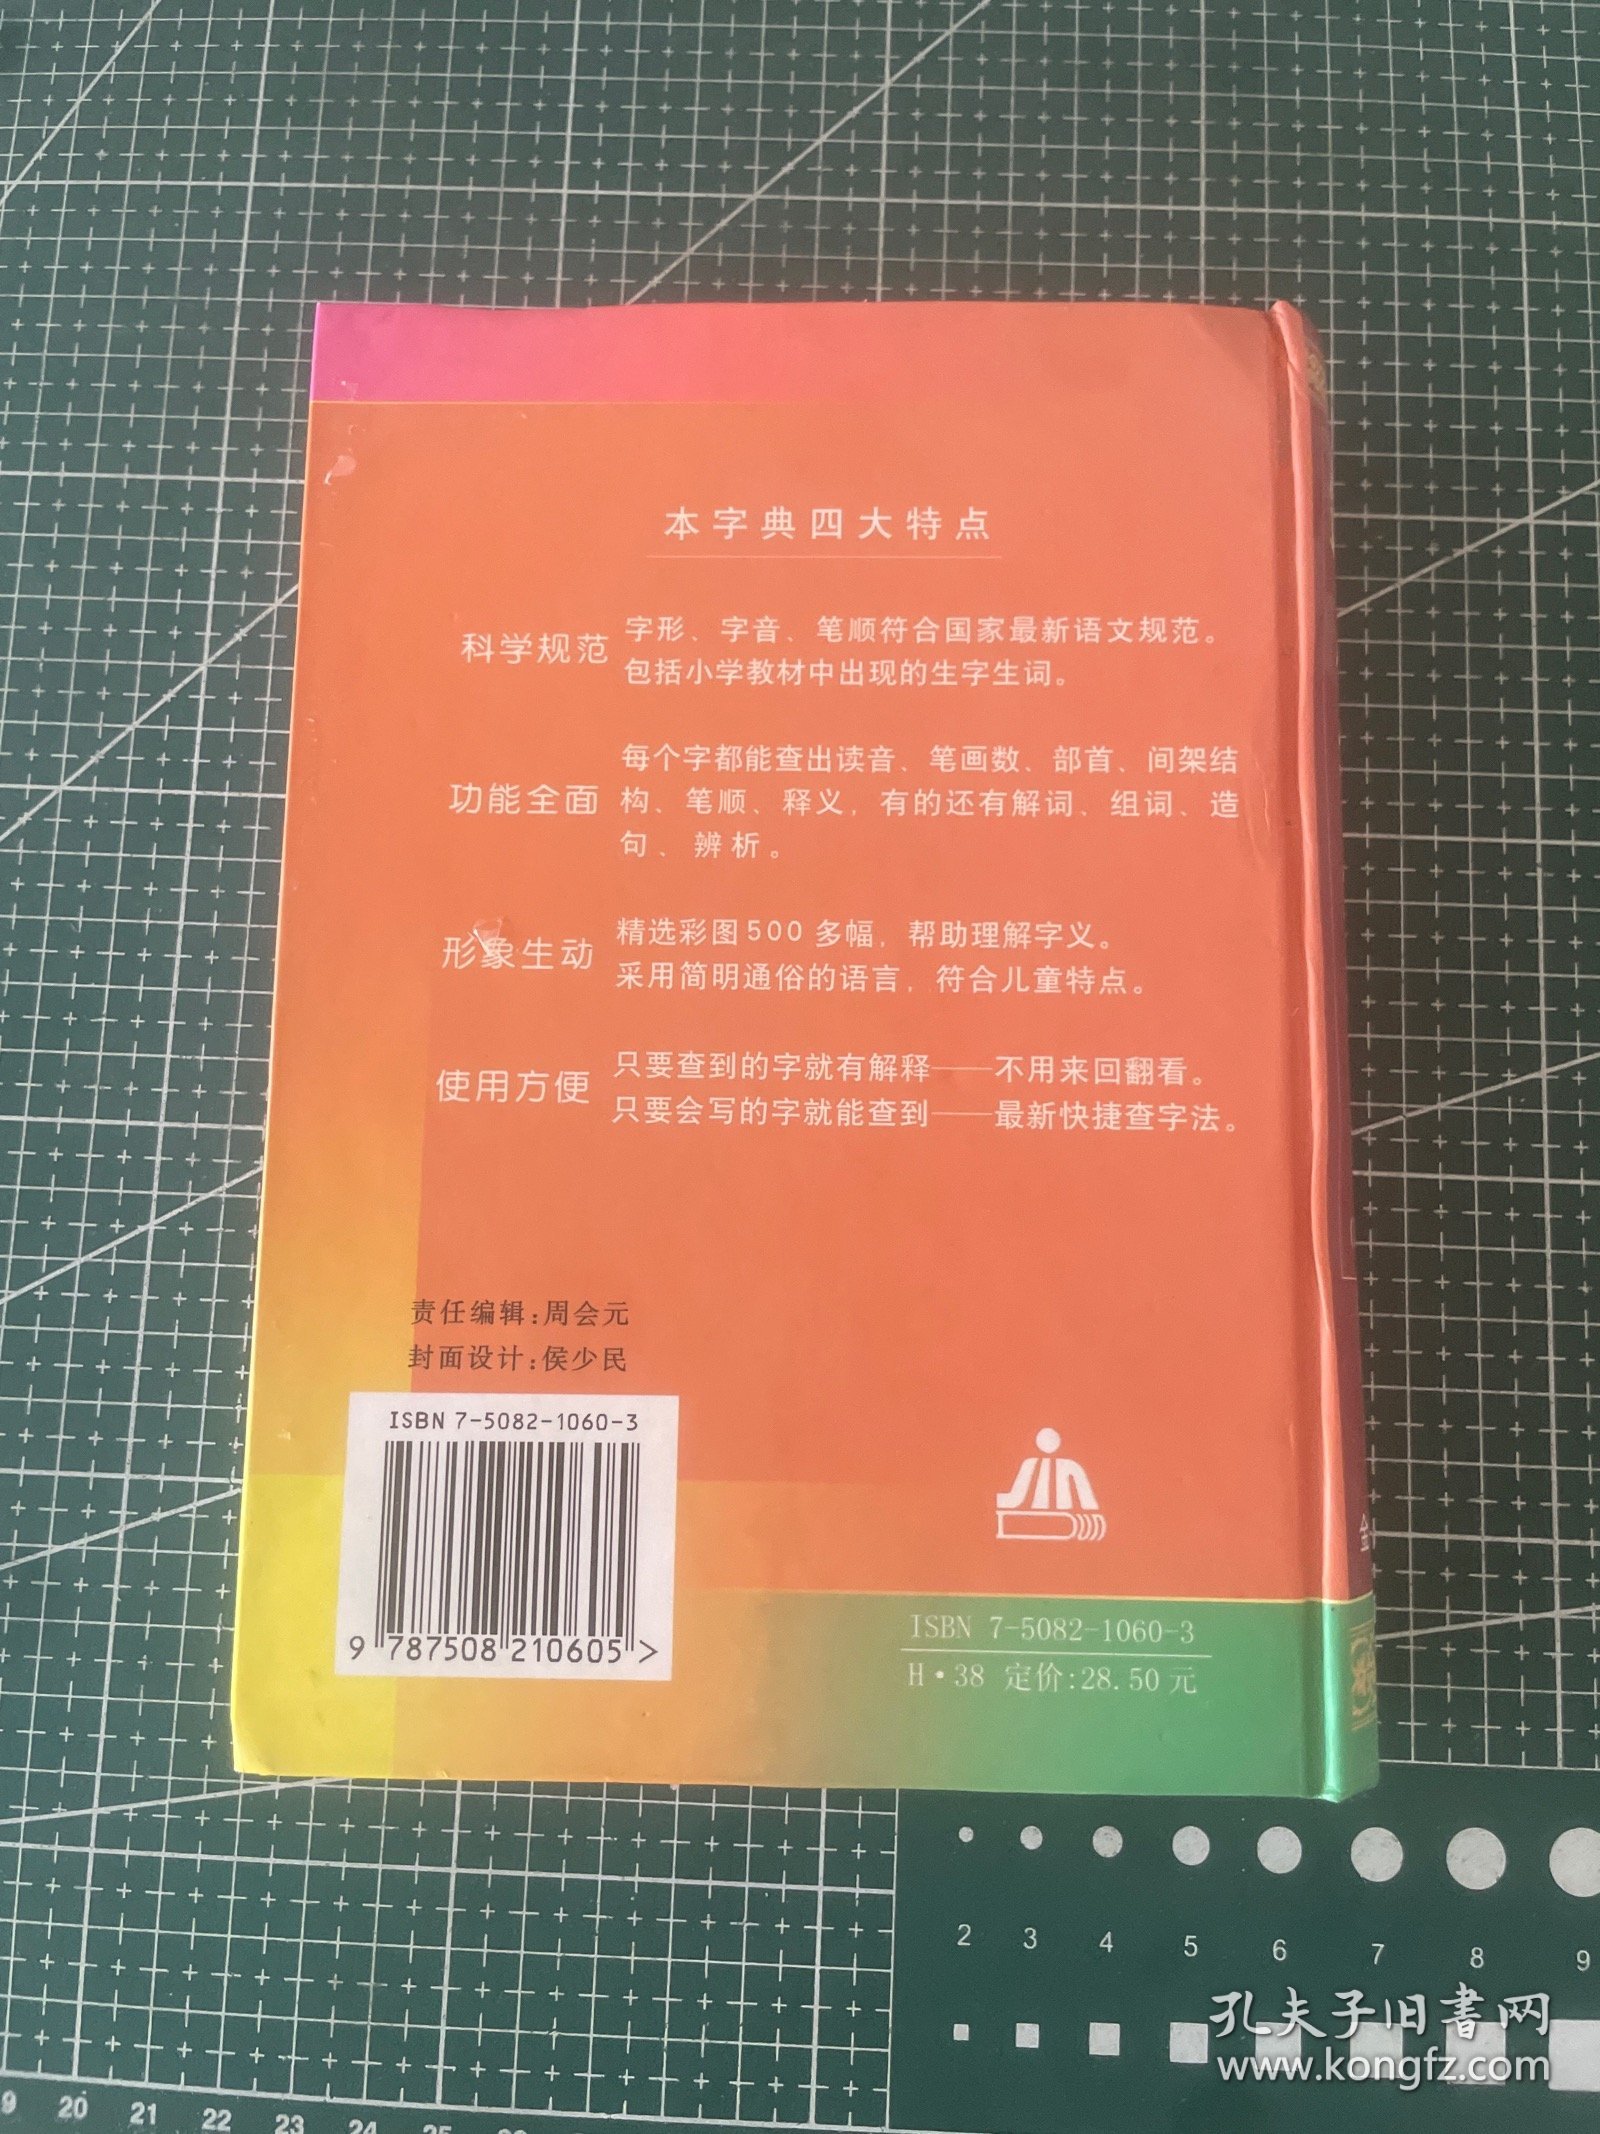 本字典四大特点
科学规范
字形、字音、笔顺符合国家最新语文规范。
包括小学教材中出现的生字生词。
功能全面
每个字都能查出读音、笔画数、部首、间架结
构、笔顺、释义，有的还有解词、组词、造
句、辨析。
形象生动
精选彩图500多幅，帮助理解字义。
采用简明通俗的语言，符合儿童特点。
使用方便
只要查到的字就有解释——不用来回翻看。
只要会写的字就能查到——最新快捷查字法。
责任编辑:周会元
封面设计:侯少民
ISBN 7-5082-1060-3
9 787508 210605 >
JIN
金
ISBN 7-5082-1060-3
H·38 定价:28.50元
2 3 4 5 6 7 8 9
孔夫子旧书网
www.kongfz.com
9 20 21 22 23 24 25